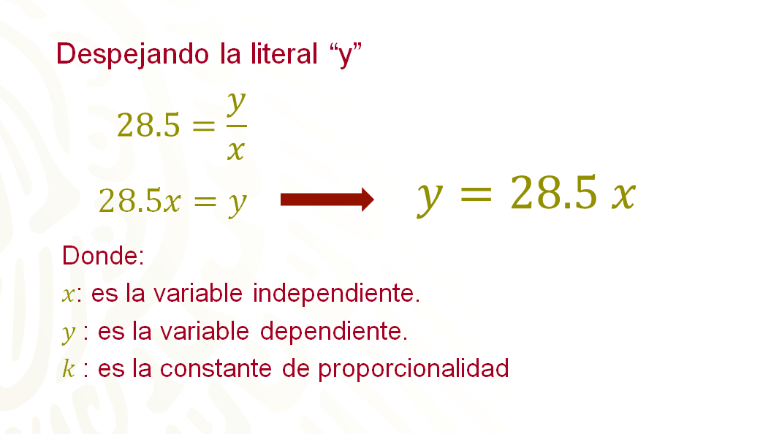 Despejando la literal “y”
28.5 = y/x
28.5x = y
y = 28.5 x
Donde:
x: es la variable independiente.
y : es la variable dependiente.
k : es la constante de proporcionalidad